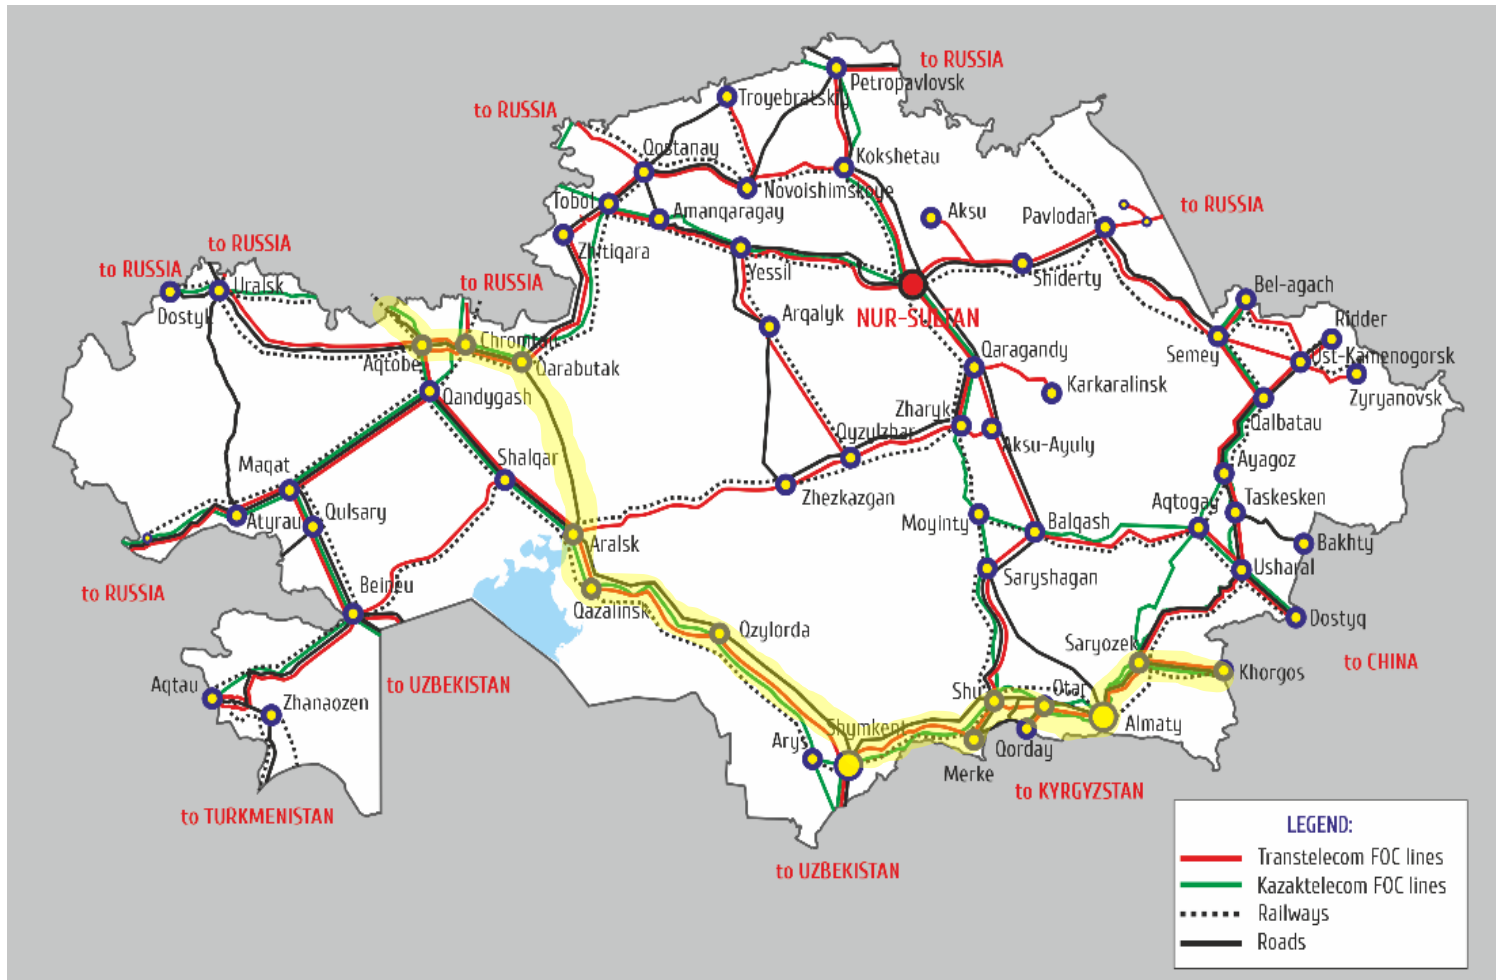 to RUSSIA
Petropavlovsk
Troyebratskiy
to RUSSIA
Qostanay
Kokshetau
Novoishimskoye
Tobol
Amanqaragay
Aksu
Pavlodar
to RUSSIA
Zhitiqara
to RUSSIA
to RUSSIA
Uralsk
Dostyk
to RUSSIA
Yessil
Shiderty
Bel-agach
Ridder
NUR-SULTAN
Arqalyk
Chromtau
Aqtobe
Qarabutak
Semey
Ust-Kamenogorsk
Qaragandy
Karkaralinsk
Zyryanovsk
Qandygash
Zharyk
Qalbatau
Qyzulzhar
Aksu-Ayuly
Shalqar
Maqat
Ayagoz
Zhezkazgan
Taskesken
Aqtogay
Atyrau
Qulsary
Moyinty
Balqash
Bakhty
Aralsk
Saryshagan
Usharal
to RUSSIA
Beineu
Qazalinsk
Qzylorda
Dostyq
Saryozek
to CHINA
Khorgos
Aqtau
to UZBEKISTAN
Zhanaozen
Shu
Otar
Almaty
Shymkent
Arys
Qorday
Merke
to KYRGYZSTAN
to TURKMENISTAN
to UZBEKISTAN
LEGEND:
Transtelecom FOC lines
Kazaktelecom FOC lines
Railways
Roads